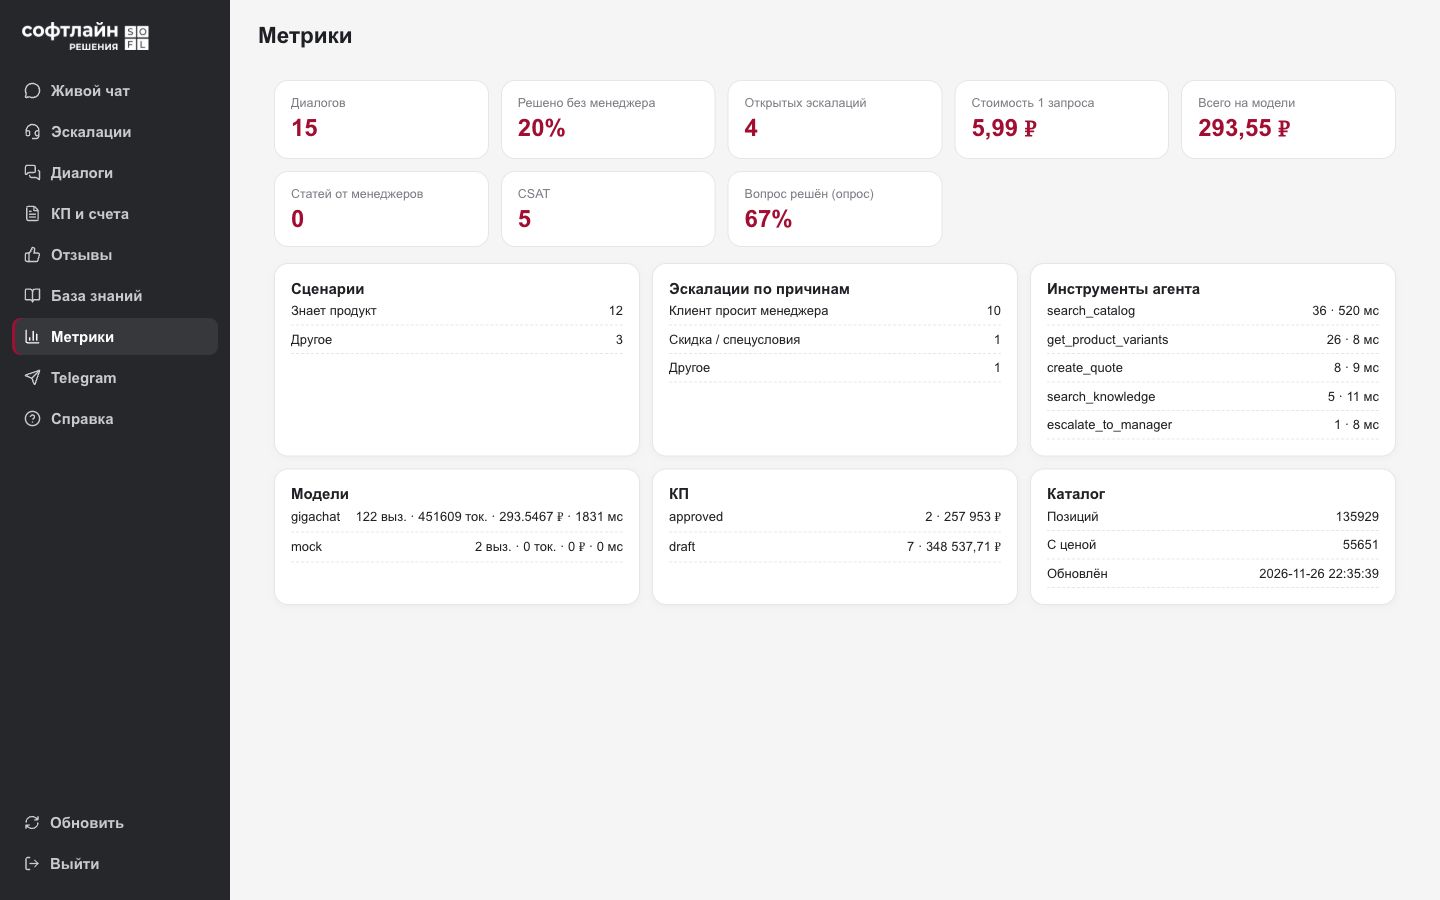 софтлайн SO
РЕШЕНИЯ FL
Живой чат
Эскалации
Диалоги
КП и счета
Отзывы
База знаний
Метрики
Telegram
Справка
Обновить
Выйти
Метрики
Диалогов
15
Решено без менеджера
20%
Открытых эскалаций
4
Стоимость 1 запроса
5,99 ₽
Всего на модели
293,55 ₽
Статей от менеджеров
0
CSAT
5
Вопрос решён (опрос)
67%
Сценарии
Знает продукт 12
Другое 3
Эскалации по причинам
Клиент просит менеджера 10
Скидка / спецусловия 1
Другое 1
Инструменты агента
search_catalog 36 · 520 мс
get_product_variants 26 · 8 мс
create_quote 8 · 9 мс
search_knowledge 5 · 11 мс
escalate_to_manager 1 · 8 мс
Модели
gigachat 122 выз. · 451609 ток. · 293.5467 ₽ · 1831 мс
mock 2 выз. · 0 ток. · 0 ₽ · 0 мс
КП
approved 2 · 257 953 ₽
draft 7 · 348 537,71 ₽
Каталог
Позиций 135929
С ценой 55651
Обновлён 2026-11-26 22:35:39